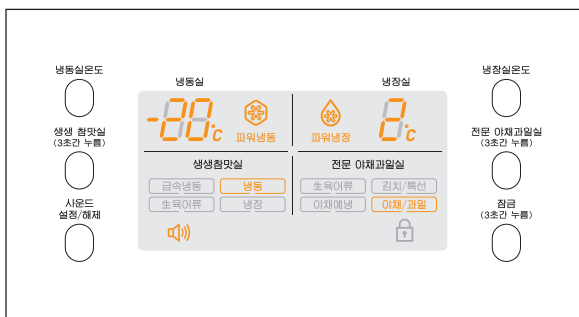 냉동실온도
생생 참맛실
(3초간 누름)
사운드
설정/해제
냉동실
냉장실
-20°C
파워냉동
파워냉장
2°C
생생참맛실
전문 야채과일실
급속냉동
냉동
生육어류
김치/특선
生육어류
냉장
야채예냉
야채/과일
냉장실온도
전문 야채과일실
(3초간 누름)
잠금
(3초간 누름)